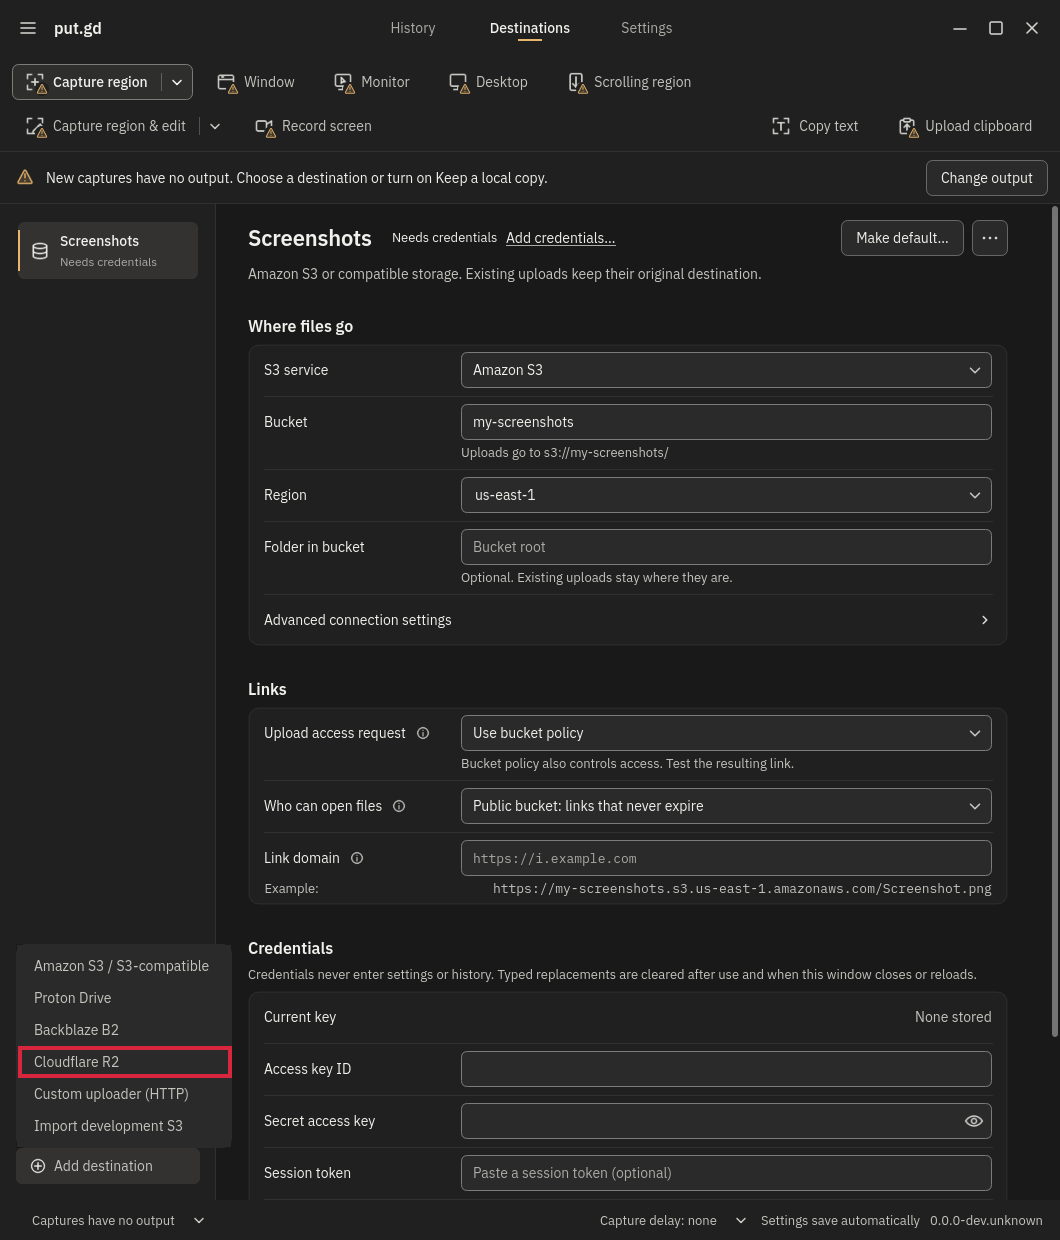 put.gd
History
Destinations
Settings
Capture region
Window
Monitor
Desktop
Scrolling region
Capture region & edit
Record screen
Copy text
Upload clipboard
New captures have no output. Choose a destination or turn on Keep a local copy.
Change output
Screenshots
Needs credentials
Screenshots
Needs credentials
Add credentials...
Make default...
Amazon S3 or compatible storage. Existing uploads keep their original destination.
Where files go
S3 service
Amazon S3
Bucket
my-screenshots
Uploads go to s3://my-screenshots/
Region
us-east-1
Folder in bucket
Bucket root
Optional. Existing uploads stay where they are.
Advanced connection settings
Links
Upload access request
Use bucket policy
Bucket policy also controls access. Test the resulting link.
Who can open files
Public bucket: links that never expire
Link domain
https://i.example.com
Example:
https://my-screenshots.s3.us-east-1.amazonaws.com/Screenshot.png
Credentials
Credentials never enter settings or history. Typed replacements are cleared after use and when this window closes or reloads.
Current key
None stored
Access key ID
Secret access key
Session token
Paste a session token (optional)
Amazon S3 / S3-compatible
Proton Drive
Backblaze B2
Cloudflare R2
Custom uploader (HTTP)
Import development S3
Add destination
Captures have no output
Capture delay: none
Settings save automatically
0.0.0-dev.unknown